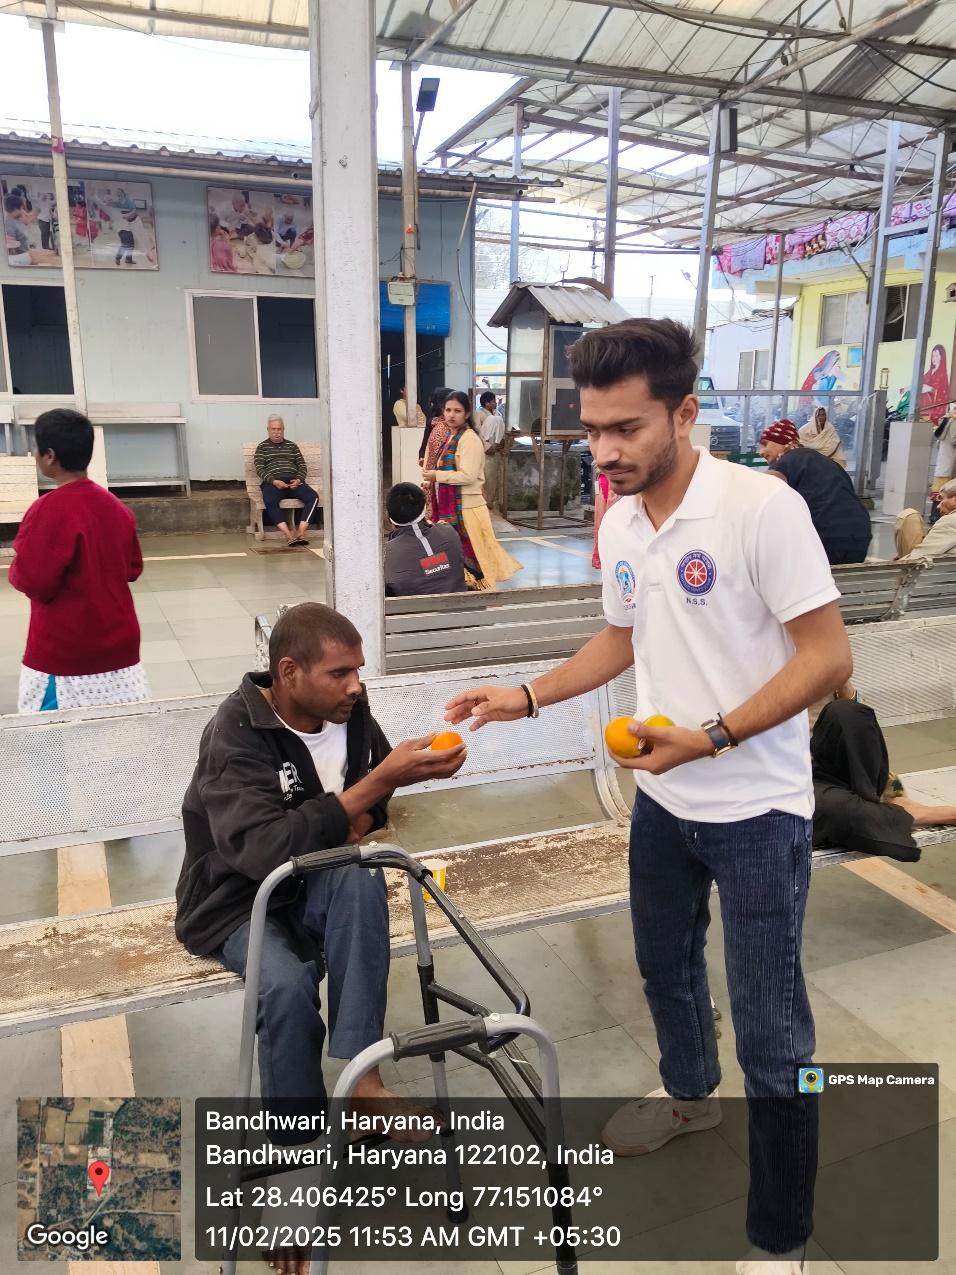 Securitas
N.S.S.
GPS Map Camera
Bandhwari, Haryana, India
Bandhwari, Haryana 122102, India
Lat 28.406425° Long 77.151084°
11/02/2025 11:53 AM GMT +05:30
Google